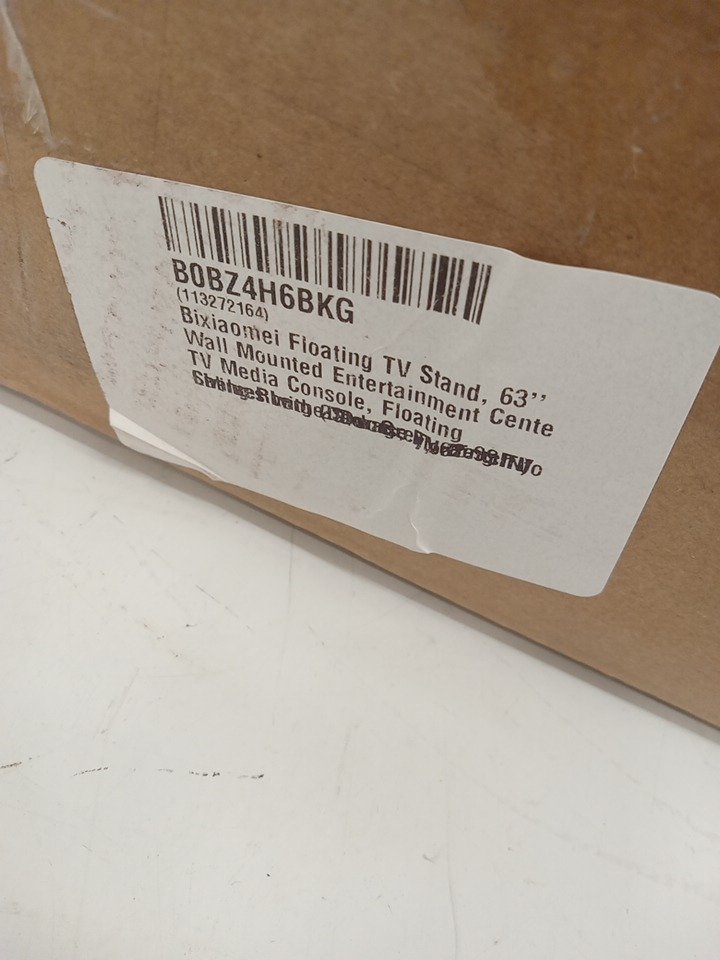 B0BZ4H6BKG
(113272164)
Bixiaomei Floating TV Stand, 63’’
Wall Mounted Entertainment Cente
TV Media Console, Floating